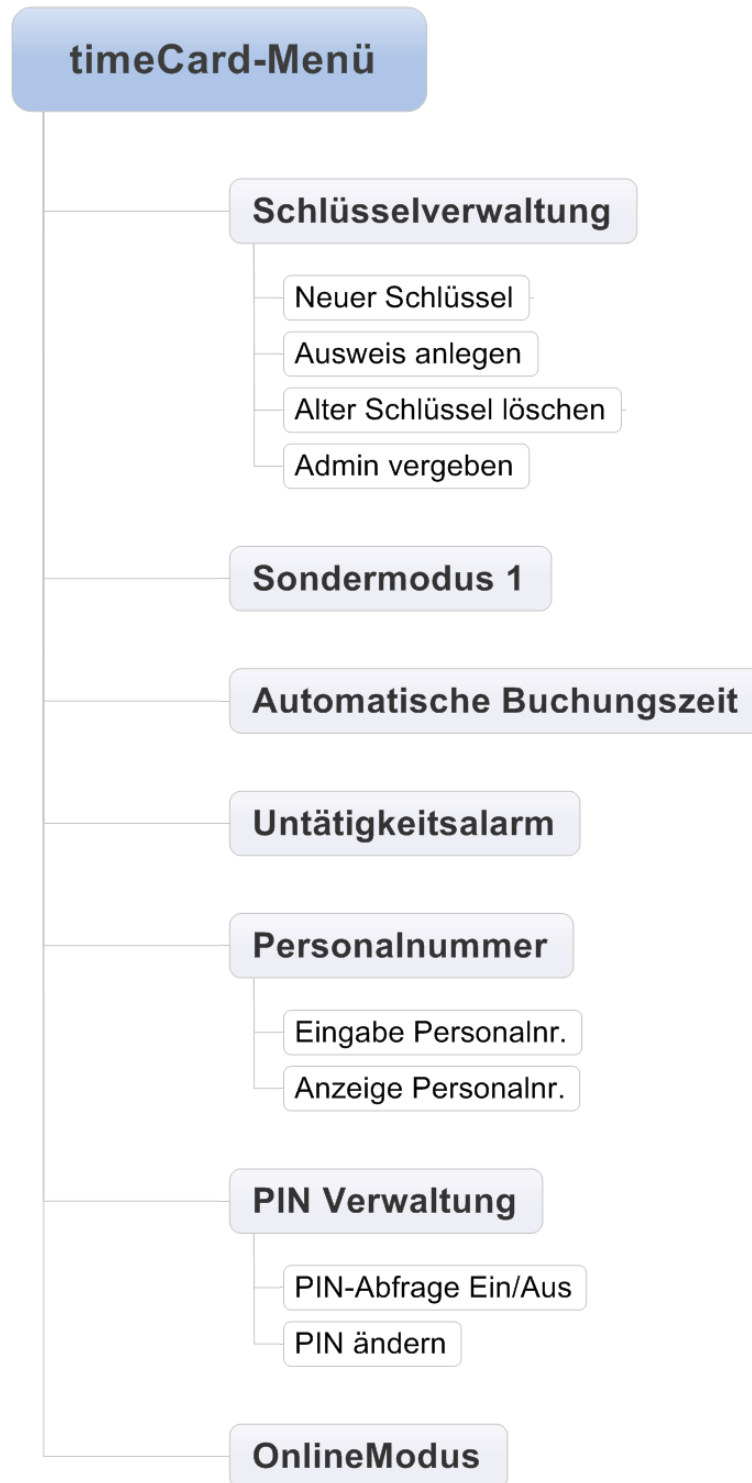 timeCard-Menü
Schlüsselverwaltung
Neuer Schlüssel
Ausweis anlegen
Alter Schlüssel löschen
Admin vergeben
Sondermodus 1
Automatische Buchungszeit
Untätigkeitsalarm
Personalnummer
Eingabe Personalnr.
Anzeige Personalnr.
PIN Verwaltung
PIN-Abfrage Ein/Aus
PIN ändern
OnlineModus